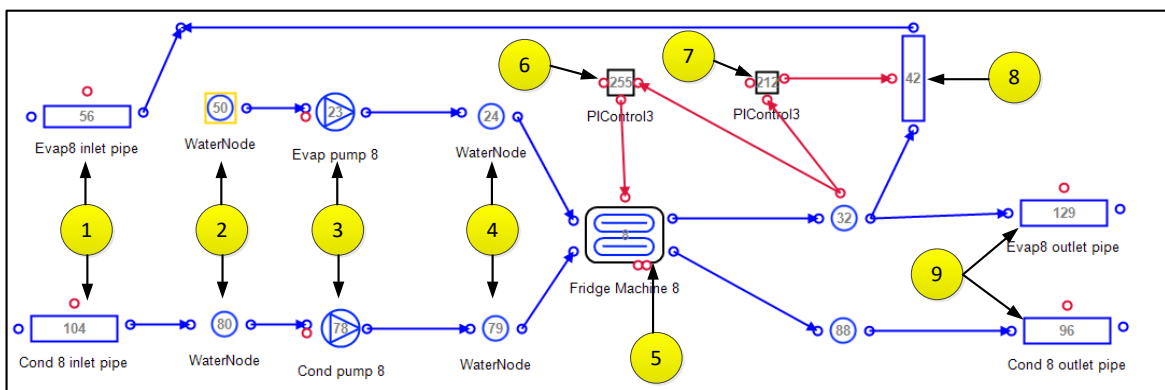 6
7
8
255
212
42
PIControl3
PIControl3
56
Evap8 inlet pipe
50
WaterNode
23
Evap pump 8
24
WaterNode
1
2
3
4
8
Fridge Machine 8
32
129
Evap8 outlet pipe
9
104
Cond 8 inlet pipe
80
WaterNode
78
Cond pump 8
79
WaterNode
5
88
96
Cond 8 outlet pipe